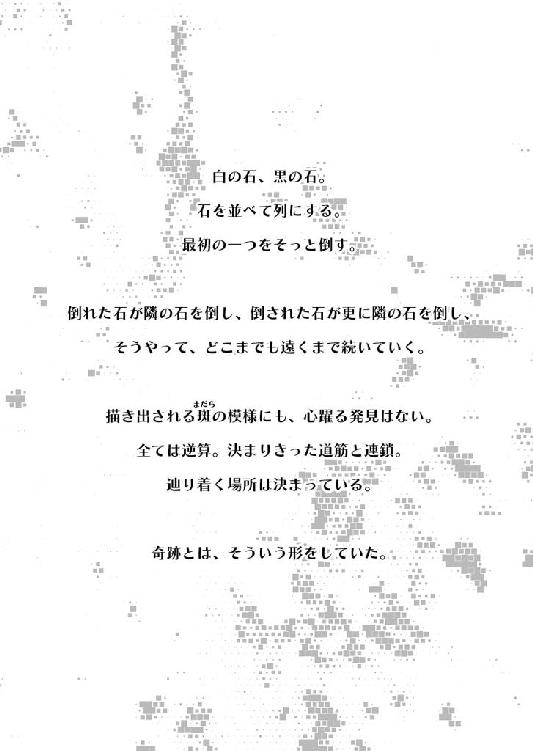 白の石、黒の石。
石を並べて列にする。
最初の一つをそっと倒す。
倒れた石が隣の石を倒し、倒された石が更に隣の石を倒し、
そうやって、どこまでも遠くまで続いていく。
描き出される斑の模様にも、心躍る発見はない。
全ては逆算。決まりきった道筋と連鎖。
辿り着く場所は決まっている。
奇跡とは、そういう形をしていた。